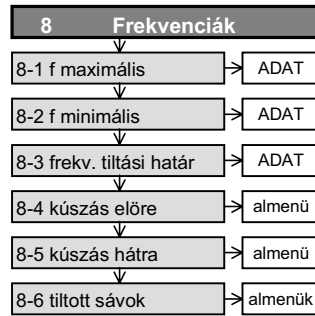 8 Frekvenciák
8-1 f maximális ADAT
8-2 f minimális ADAT
8-3 frekv. tiltási határ ADAT
8-4 kúszás elöre almenü
8-5 kúszás hátra almenü
8-6 tiltott sávok almenük